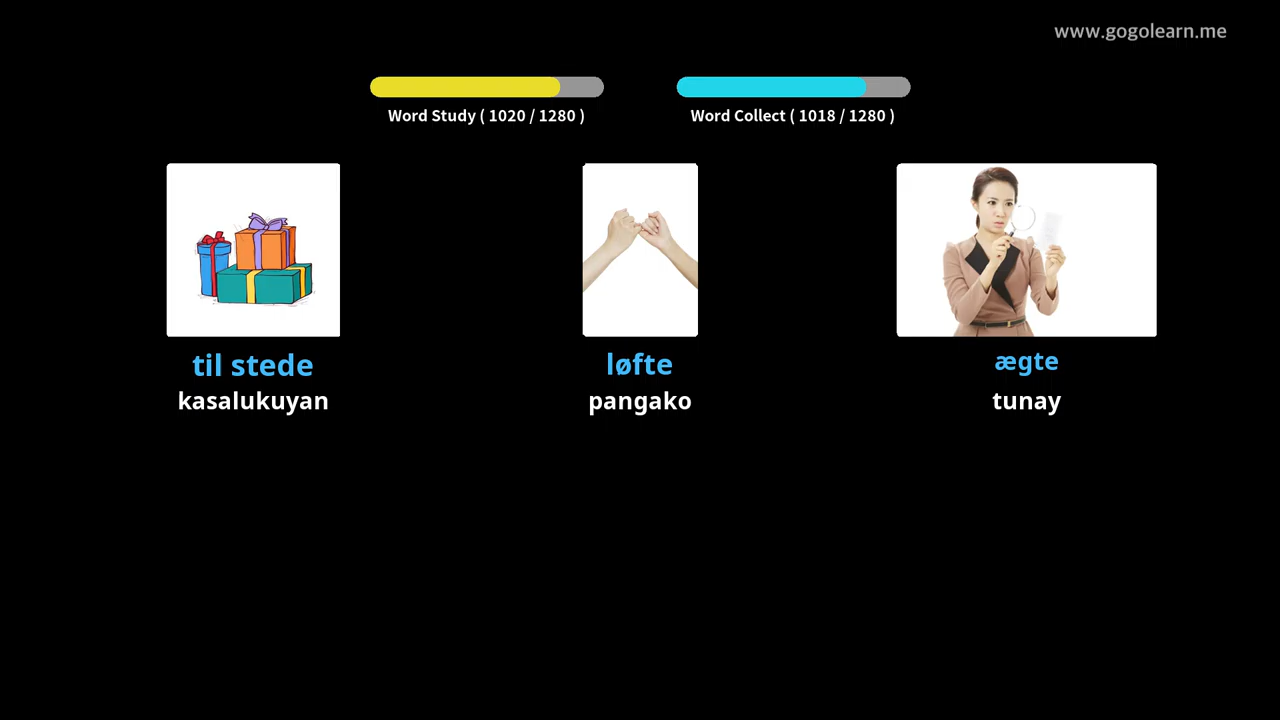 www.gogolearn.me
Word Study ( 1020 / 1280 )
Word Collect ( 1018 / 1280 )
til stede
løfte
ægte
kasalukuyan
pangako
tunay